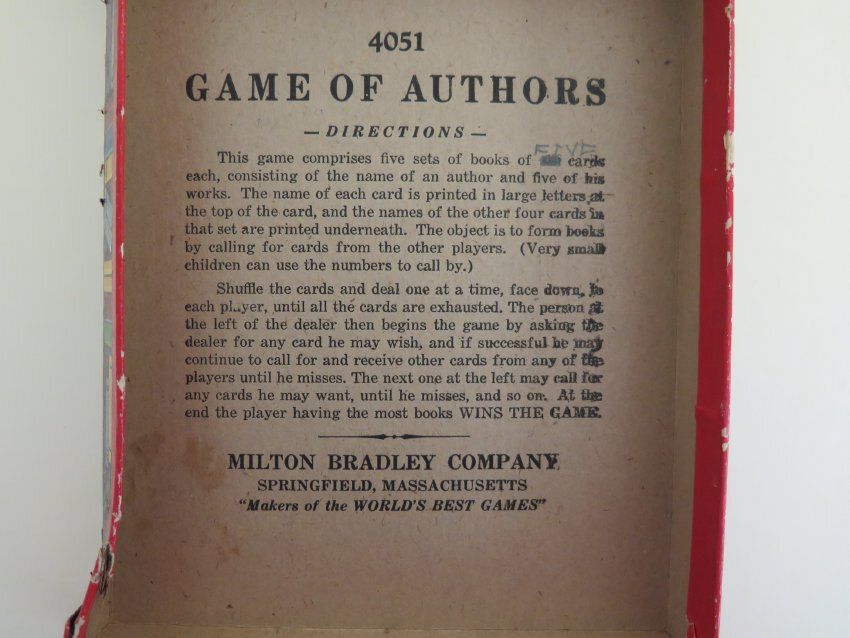 4051
GAME OF AUTHORS
— DIRECTIONS —
FIVE
This game comprises five sets of books of cards
each, consisting of the name of an author and five of his
works. The name of each card is printed in large letters at
the top of the card, and the names of the other four cards in
that set are printed underneath. The object is to form books
by calling for cards from the other players. (Very small
children can use the numbers to call by.)
Shuffle the cards and deal one at a time, face down, to
each player, until all the cards are exhausted. The person at
the left of the dealer then begins the game by asking the
dealer for any card he may wish, and if successful he may
continue to call for and receive other cards from any of the
players until he misses. The next one at the left may call for
any cards he may want, until he misses, and so on. At the
end the player having the most books WINS THE GAME.
MILTON BRADLEY COMPANY
SPRINGFIELD, MASSACHUSETTS
"Makers of the WORLD'S BEST GAMES"